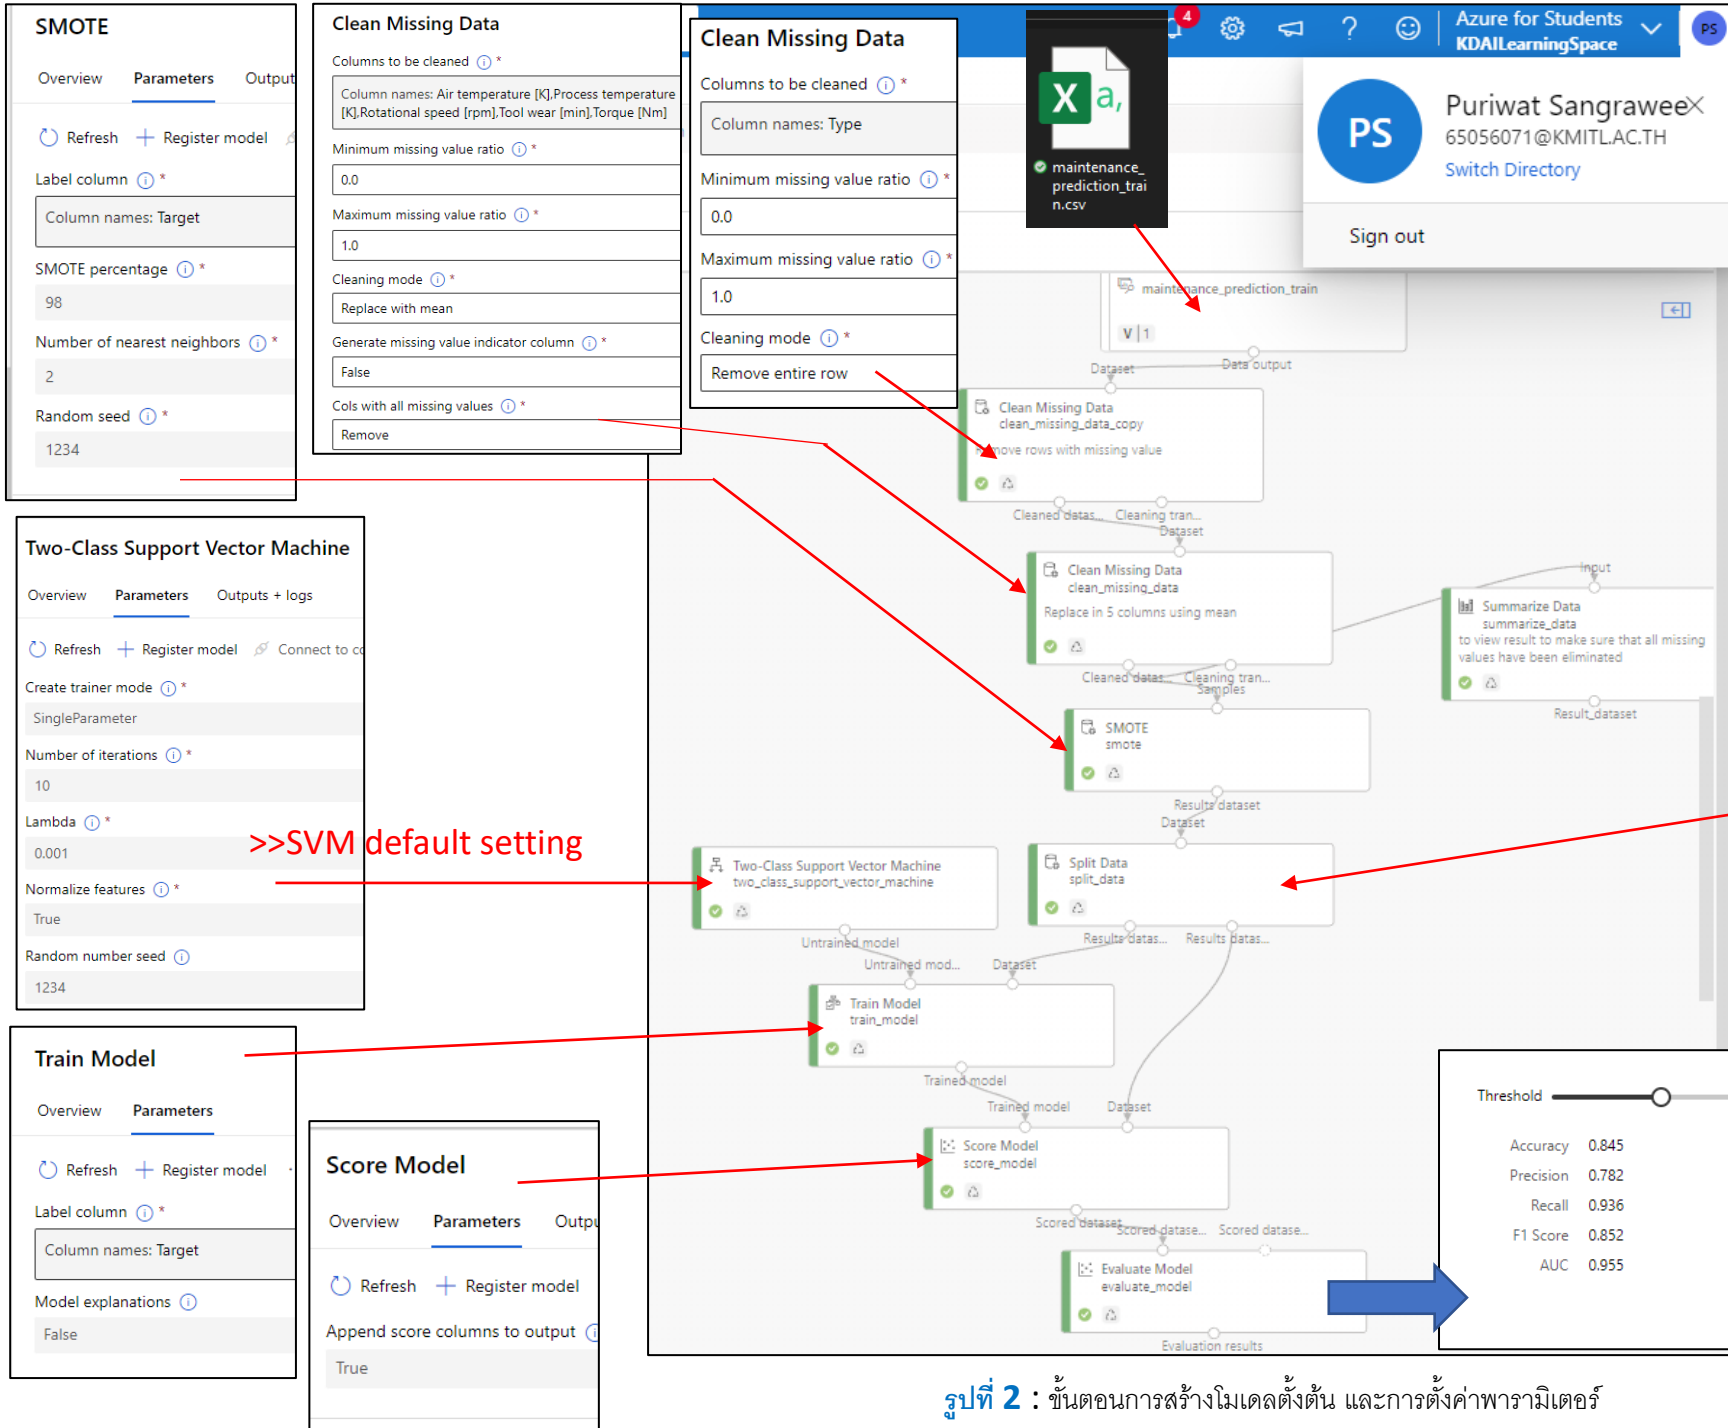 SMOTE
Overview Parameters Output
Refresh Register model
Label column *
Column names: Target
SMOTE percentage *
98
Number of nearest neighbors *
2
Random seed *
1234
Clean Missing Data
Columns to be cleaned *
Column names: Air temperature [K],Process temperature
[K],Rotational speed [rpm],Tool wear [min],Torque [Nm]
Minimum missing value ratio *
0.0
Maximum missing value ratio *
1.0
Cleaning mode *
Replace with mean
Generate missing value indicator column *
False
Cols with all missing values *
Remove
Clean Missing Data
Columns to be cleaned *
Column names: Type
Minimum missing value ratio *
0.0
Maximum missing value ratio *
1.0
Cleaning mode *
Remove entire row
X a,
maintenance_
prediction_trai
n.csv
4
?
Azure for Students
KDAILearningSpace
PS
PS
Puriwat Sangrawee
65056071@KMITL.AC.TH
Switch Directory
Sign out
maintenance_prediction_train
V | 1
Data output
Dataset
Clean Missing Data
clean_missing_data_copy
Remove rows with missing value
Cleaned datas... Cleaning tran...
Dataset
Clean Missing Data
clean_missing_data
Replace in 5 columns using mean
Cleaned datas... Cleaning tran...
Samples
Input
Summarize Data
summarize_data
to view result to make sure that all missing
values have been eliminated
Result_dataset
SMOTE
smote
Results dataset
Dataset
Two-Class Support Vector Machine
Overview Parameters Outputs + logs
Refresh Register model Connect to co
Create trainer mode *
SingleParameter
Number of iterations *
10
Lambda *
0.001
Normalize features *
True
Random number seed
1234
>>SVM default setting
Two-Class Support Vector Machine
two_class_support_vector_machine
Untrained model
Split Data
split_data
Results datas... Results datas...
Untrained mod... Dataset
Train Model
train_model
Trained model
Trained model Dataset
Score Model
score_model
Scored dataset
Scored datase... Scored datase...
Evaluate Model
evaluate_model
Evaluation results
Train Model
Overview Parameters
Refresh Register model
Label column *
Column names: Target
Model explanations
False
Score Model
Overview Parameters Outpu
Refresh Register model
Append score columns to output
True
Threshold
Accuracy 0.845
Precision 0.782
Recall 0.936
F1 Score 0.852
AUC 0.955
รูปที่ 2 : ขั้นตอนการสร้างโมเดลตั้งต้น และการตั้งค่าพารามิเตอร์